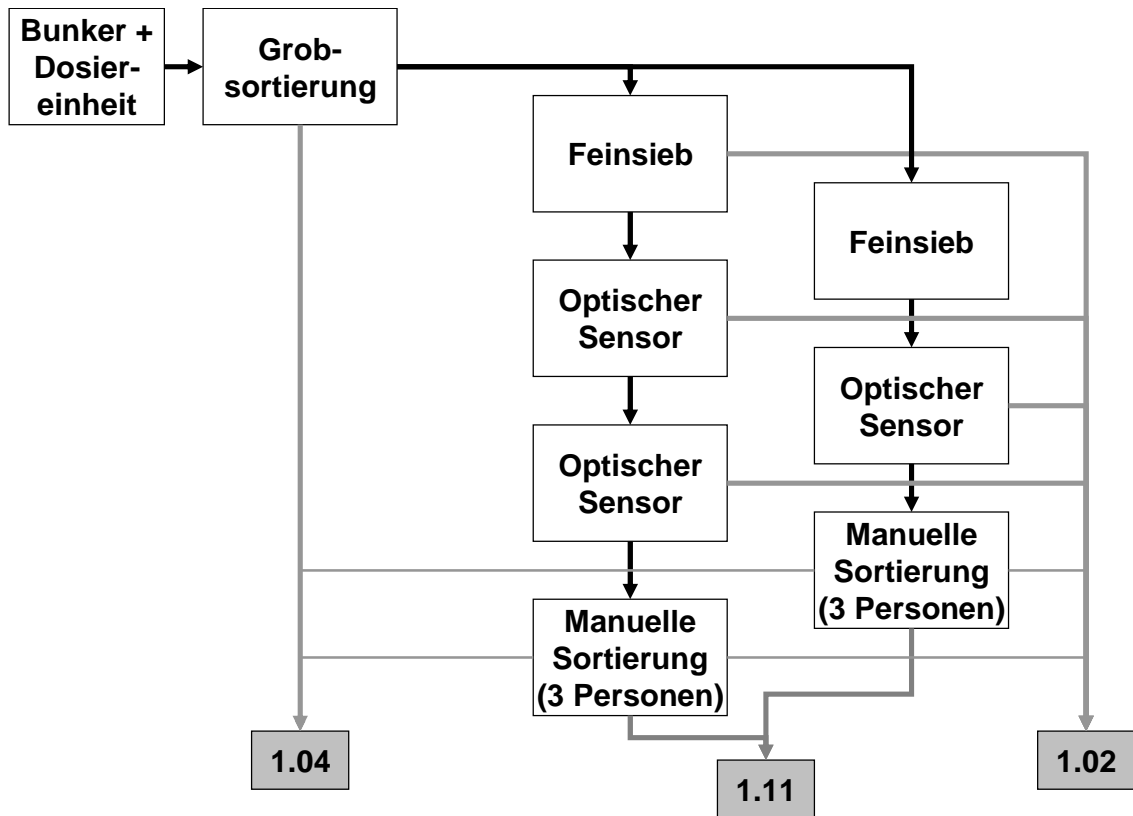 Bunker +
Dosier-
einheit
Grob-
sortierung
Feinsieb
Feinsieb
Optischer
Sensor
Optischer
Sensor
Optischer
Sensor
Manuelle
Sortierung
(3 Personen)
Manuelle
Sortierung
(3 Personen)
1.04
1.11
1.02